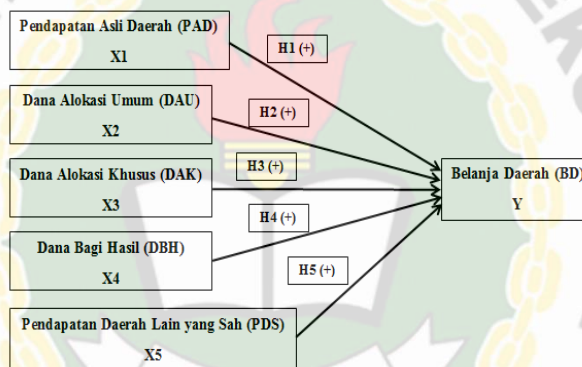 Pendapatan Asli Daerah (PAD)
X1
H1 (+)
Dana Alokasi Umum (DAU)
X2
H2 (+)
Dana Alokasi Khusus (DAK)
X3
H3 (+)
Belanja Daerah (BD)
Y
Dana Bagi Hasil (DBH)
X4
H4 (+)
H5 (+)
Pendapatan Daerah Lain yang Sah (PDS)
X5